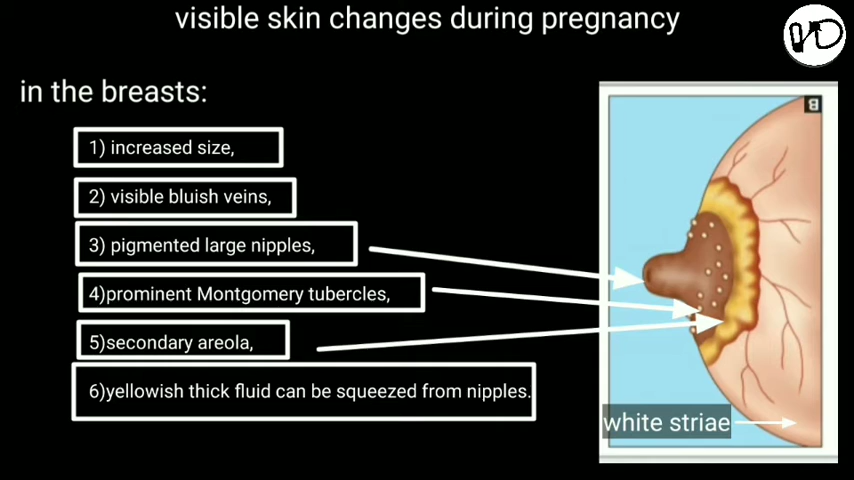 visible skin changes during pregnancy
in the breasts:
1) increased size,
2) visible bluish veins,
3) pigmented large nipples,
4)prominent Montgomery tubercles,
5)secondary areola,
6)yellowish thick fluid can be squeezed from nipples.
B
white striae